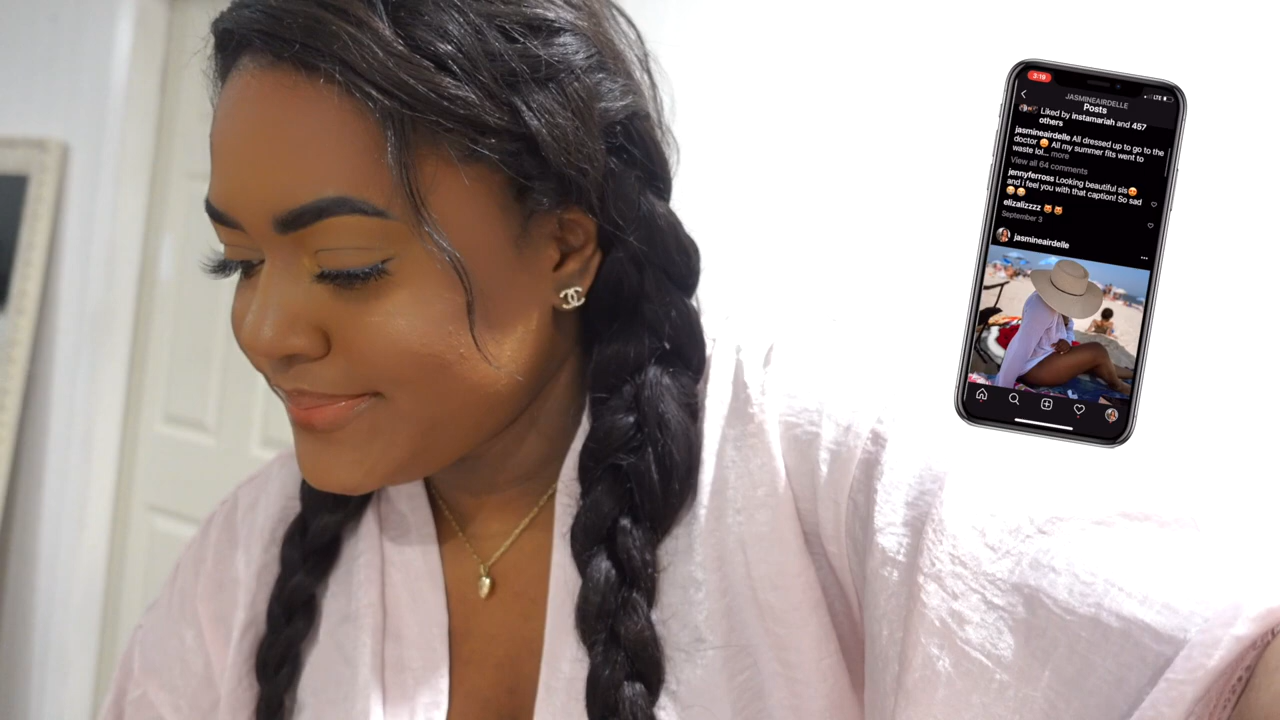 3:19
LTE
JASMINEAIRDELLE
Posts
Liked by instamariah and 457
others
jasmineairdelle All dressed up to go to the
doctor 😩 All my summer fits went to
waste lol... more
View all 64 comments
jennyferross Looking beautiful sis😍
and i feel you with that caption! So sad
elizalizzzz 😻 😻
September 3
jasmineairdelle